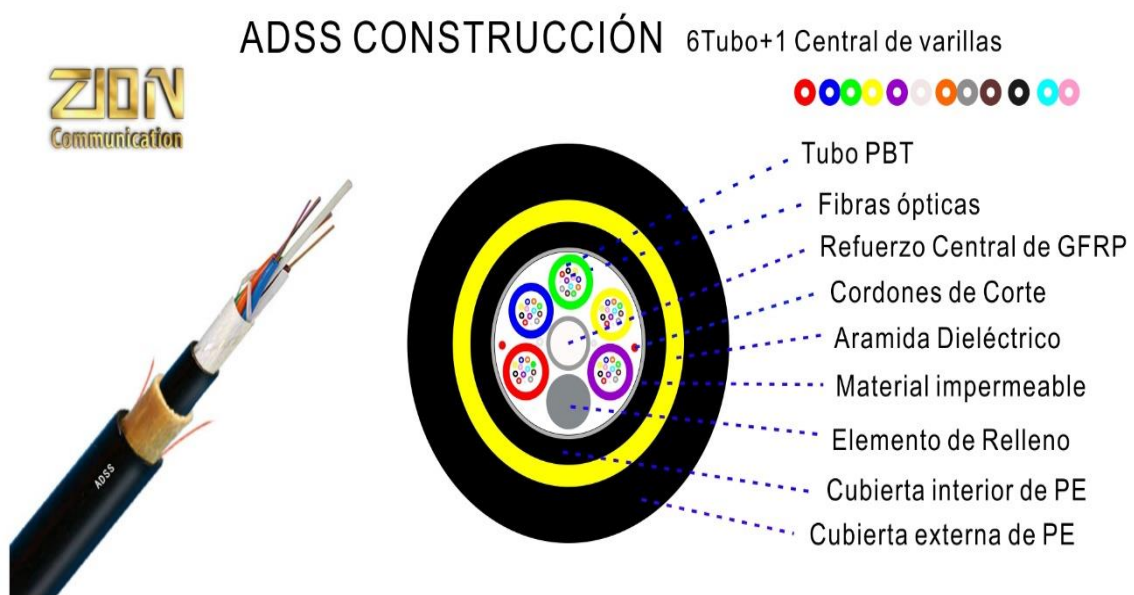 ADSS CONSTRUCCIÓN 6Tubo+1 Central de varillas
ZION
Communication
Tubo PBT
Fibras ópticas
Refuerzo Central de GFRP
Cordones de Corte
Aramida Dieléctrico
Material impermeable
Elemento de Relleno
Cubierta interior de PE
Cubierta externa de PE
ADSS